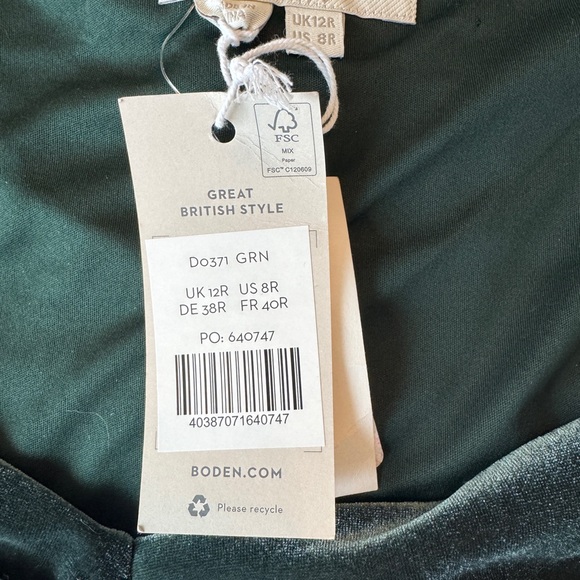 UK12R
US 8R
FSC
MIX
Paper
FSC™ C120609
GREAT
BRITISH STYLE
D0371 GRN
UK 12R US 8R
DE 38R FR 40R
PO: 640747
40387071640747
BODEN.COM
Please recycle